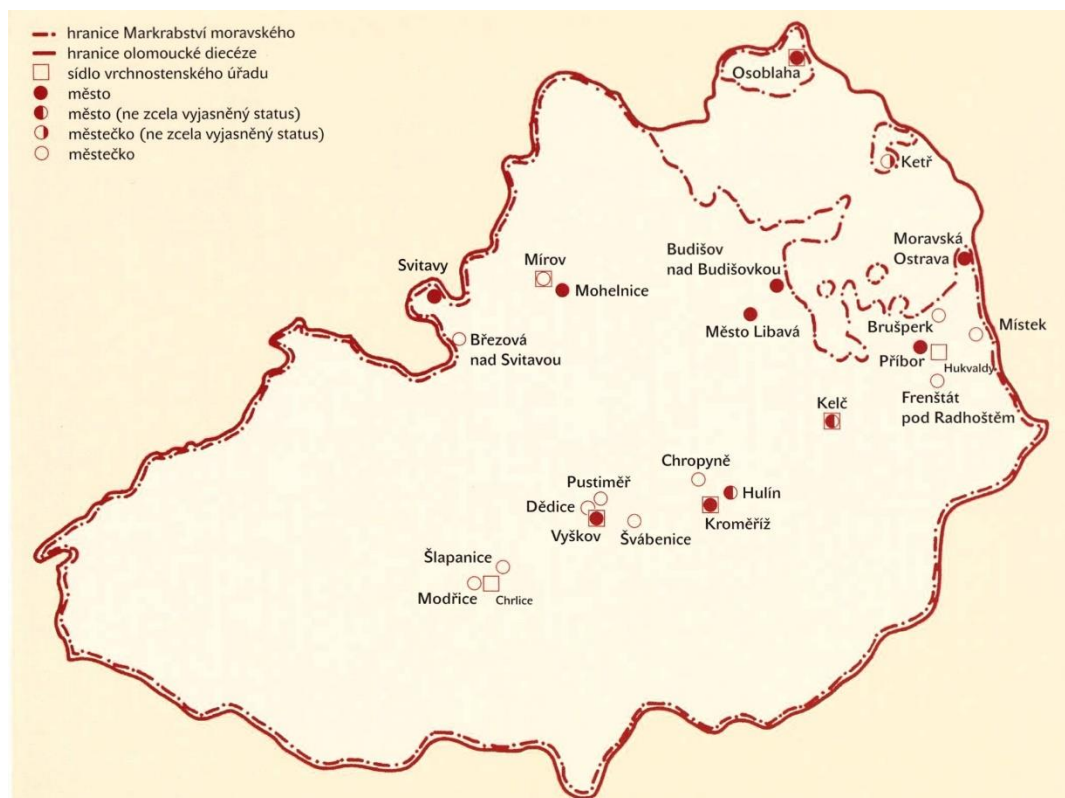 hranice Markrabství moravského
hranice olomoucké diecéze
sídlo vrchnostenského úřadu
město
město (ne zcela vyjasněný status)
městečko (ne zcela vyjasněný status)
městečko
Osoblaha
Ketř
Moravská
Ostrava
Budišov
nad Budišovkou
Svitavy
Mírov
Mohelnice
Město Libavá
Brušperk
Místek
Březová
nad Svitavou
Příbor
Hukvaldy
Frenštát
pod Radhoštěm
Kelč
Chropyně
Pustiměř
Hulín
Dědice
Kroměříž
Vyškov
Švábenice
Šlapanice
Modřice
Chrlice